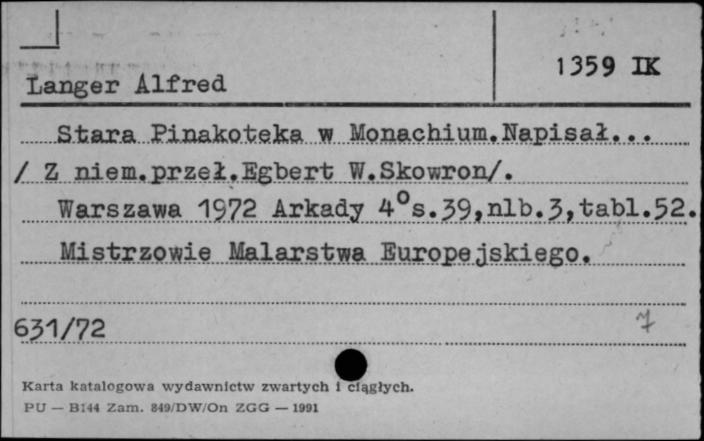 1359 IK
Langer Alfred
Stara Pinakoteka w Monachium.Napisał...
/ Z niem.przeł.Egbert W.Skowron/.
Warszawa 1972 Arkady 4°s.39,nlb.3,tabl.52.
Mistrzowie Malarstwa Europejskiego.
631/72
7
Karta katalogowa wydawnictw zwartych i ciągłych.
PU — B144 Zam. 849/DW/On ZGG — 1991